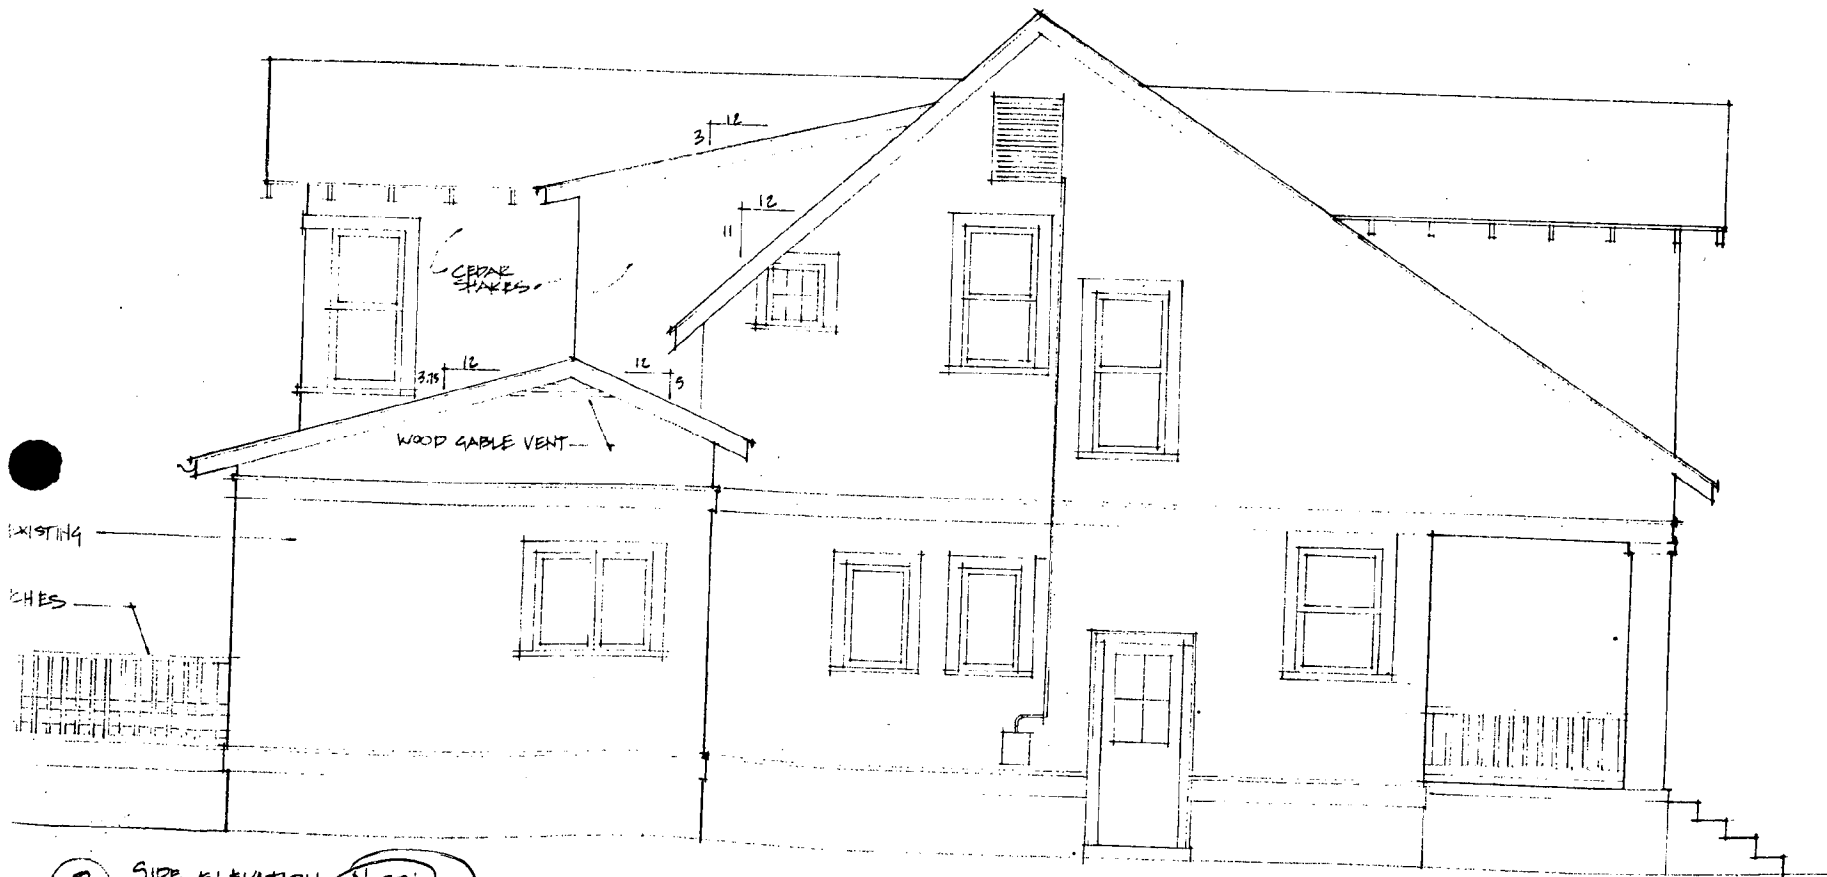 12
3
12
11
CEDAR
SHAKES
12
3.75
12
5
WOOD GABLE VENT
EXISTING
CHES
SIDE ELEVATION